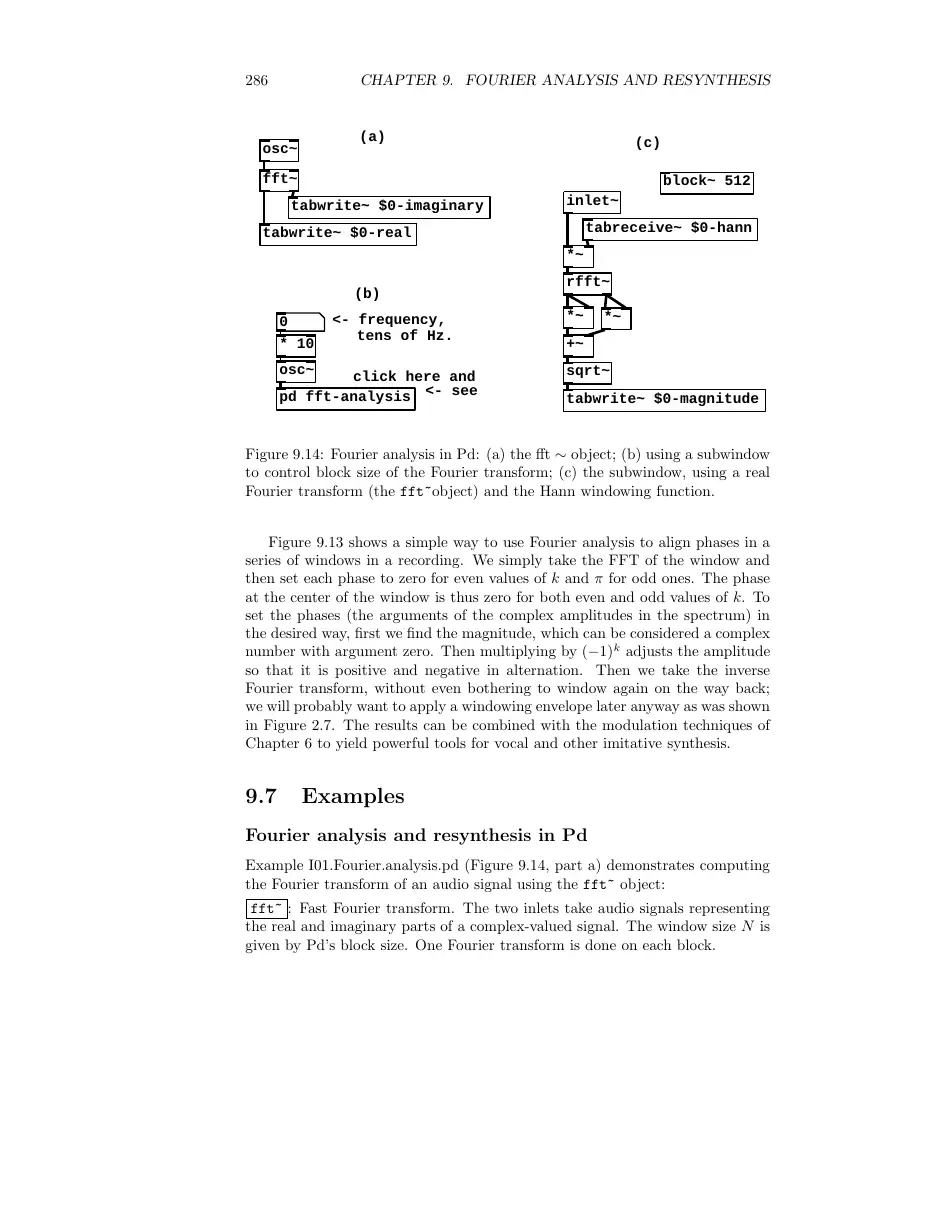 286 CHAPTER 9. FOURIER ANALYSIS AND RESYNTHESIS
(a)
osc~
fft~
tabwrite~ $0-imaginary
tabwrite~ $0-real
(b)
0 <- frequency,
tens of Hz.
* 10
osc~
click here and
pd fft-analysis <- see
(c)
block~ 512
inlet~
tabreceive~ $0-hann
*~
rfft~
*~ *~
+~
sqrt~
tabwrite~ $0-magnitude
Figure 9.14: Fourier analysis in Pd: (a) the fft ∼ object; (b) using a subwindow
to control block size of the Fourier transform; (c) the subwindow, using a real
Fourier transform (the fft~object) and the Hann windowing function.
Figure 9.13 shows a simple way to use Fourier analysis to align phases in a
series of windows in a recording. We simply take the FFT of the window and
then set each phase to zero for even values of k and π for odd ones. The phase
at the center of the window is thus zero for both even and odd values of k. To
set the phases (the arguments of the complex amplitudes in the spectrum) in
the desired way, first we find the magnitude, which can be considered a complex
number with argument zero. Then multiplying by (−1)^k adjusts the amplitude
so that it is positive and negative in alternation. Then we take the inverse
Fourier transform, without even bothering to window again on the way back;
we will probably want to apply a windowing envelope later anyway as was shown
in Figure 2.7. The results can be combined with the modulation techniques of
Chapter 6 to yield powerful tools for vocal and other imitative synthesis.
9.7 Examples
Fourier analysis and resynthesis in Pd
Example I01.Fourier.analysis.pd (Figure 9.14, part a) demonstrates computing
the Fourier transform of an audio signal using the fft~ object:
fft~ : Fast Fourier transform. The two inlets take audio signals representing
the real and imaginary parts of a complex-valued signal. The window size N is
given by Pd's block size. One Fourier transform is done on each block.